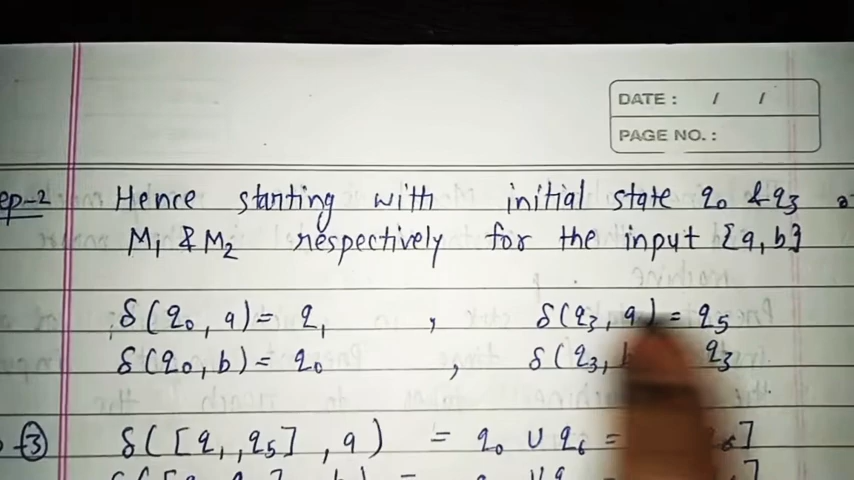 DATE : / /
PAGE NO. :
ep-2 Hence starting with initial state q0 & q3
M1 & M2 respectively for the input {a, b}
δ(q0, a) = q1 , δ(q3, a) = q5
δ(q0, b) = q0 , δ(q3, b q3
-3 δ([q1, q5], a) = q0 ∪ q6 =